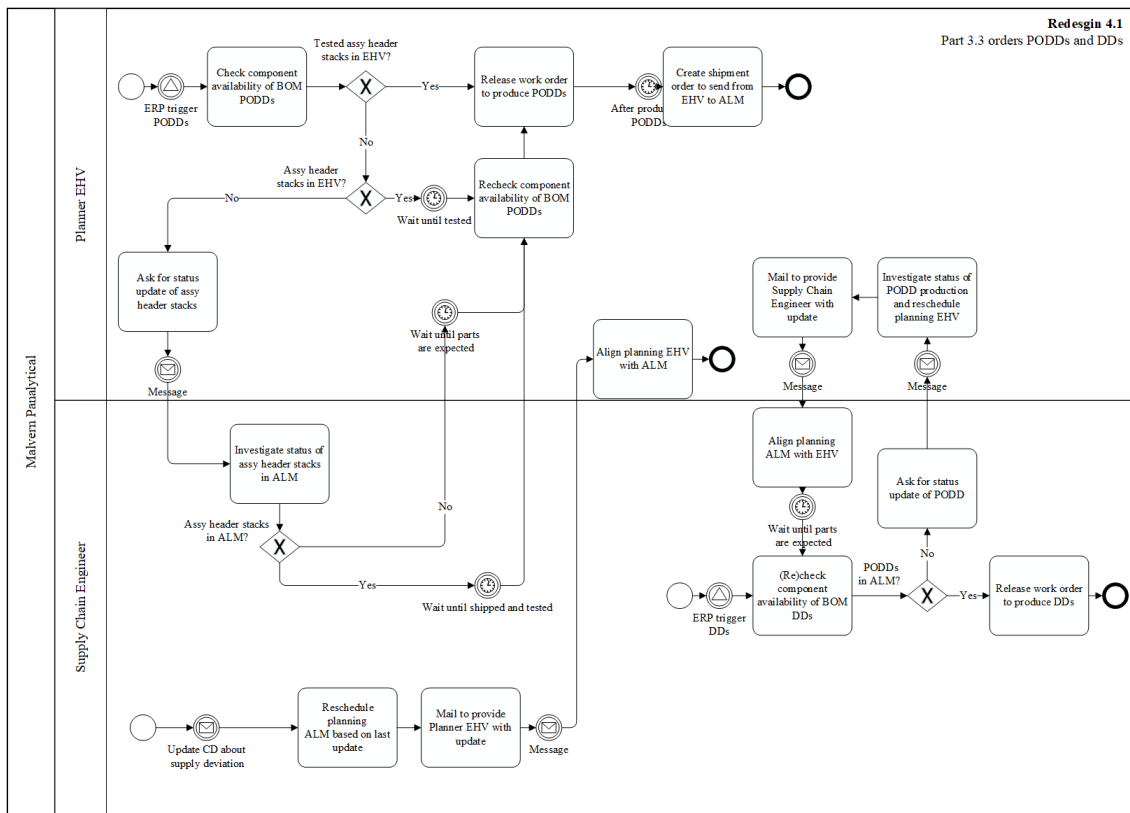 Redesgin 4.1
Part 3.3 orders PODDs and DDs
Malvern Panalytical
Planner EHV
Supply Chain Engineer
ERP trigger
PODDs
Check component
availability of BOM
PODDs
Tested assy header
stacks in EHV?
Yes
No
Release work order
to produce PODDs
After produ
PODDs
Create shipment
order to send from
EHV to ALM
Assy header
stacks in EHV?
No
Yes
Wait until tested
Recheck component
availability of BOM
PODDs
Ask for status
update of assy
header stacks
Message
Wait until parts
are expected
Align planning EHV
with ALM
Mail to provide
Supply Chain
Engineer with
update
Message
Investigate status of
PODD production
and reschedule
planning EHV
Message
Investigate status of
assy header stacks
in ALM
Assy header stacks
in ALM?
No
Yes
Wait until shipped and tested
Align planning
ALM with EHV
Wait until parts
are expected
Ask for status
update of PODD
No
ERP trigger
DDs
(Re)check
component
availability of BOM
DDs
PODDs
in ALM?
Yes
Release work order
to produce DDs
Update CD about
supply deviation
Reschedule
planning
ALM based on last
update
Mail to provide
Planner EHV with
update
Message